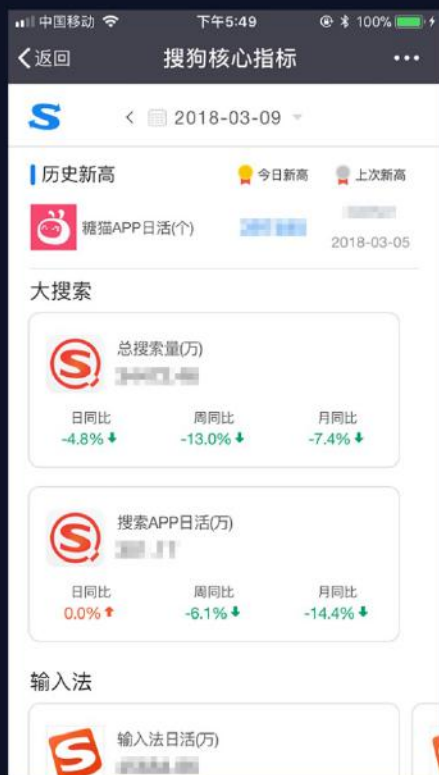 中国移动 下午5:49 100%
返回 搜狗核心指标
2018-03-09
历史新高 今日新高 上次新高
糖猫APP日活(个)
2018-03-05
大搜索
总搜索量(万)
日同比 周同比 月同比
-4.8% -13.0% -7.4%
搜索APP日活(万)
日同比 周同比 月同比
0.0% -6.1% -14.4%
输入法
输入法日活(万)